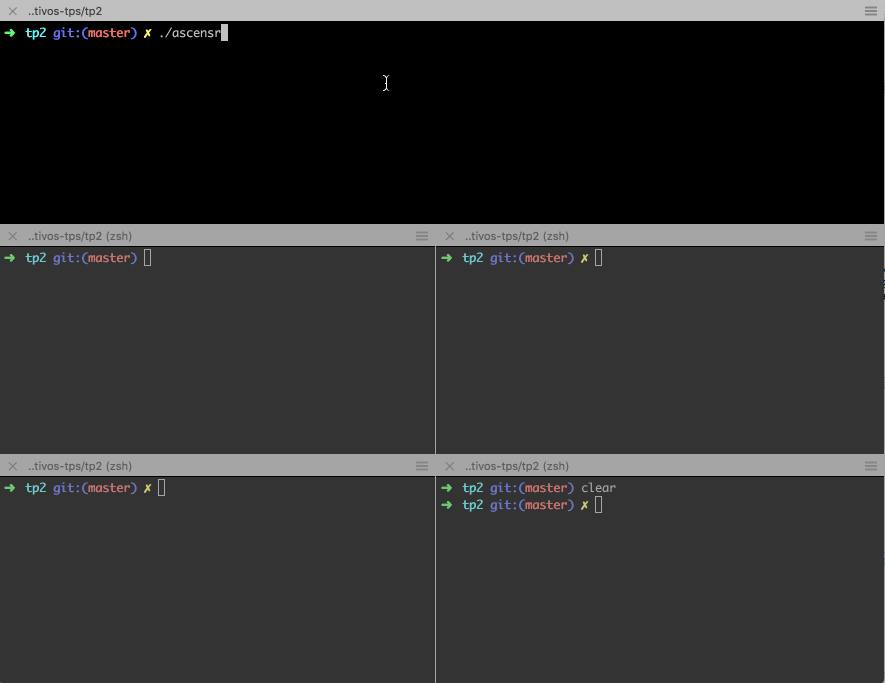 ..tivos-tps/tp2
➜ tp2 git:(master) ✗ ./ascensr
..tivos-tps/tp2 (zsh)
..tivos-tps/tp2 (zsh)
➜ tp2 git:(master)
➜ tp2 git:(master) ✗
..tivos-tps/tp2 (zsh)
..tivos-tps/tp2 (zsh)
➜ tp2 git:(master) ✗
➜ tp2 git:(master) clear
➜ tp2 git:(master) ✗